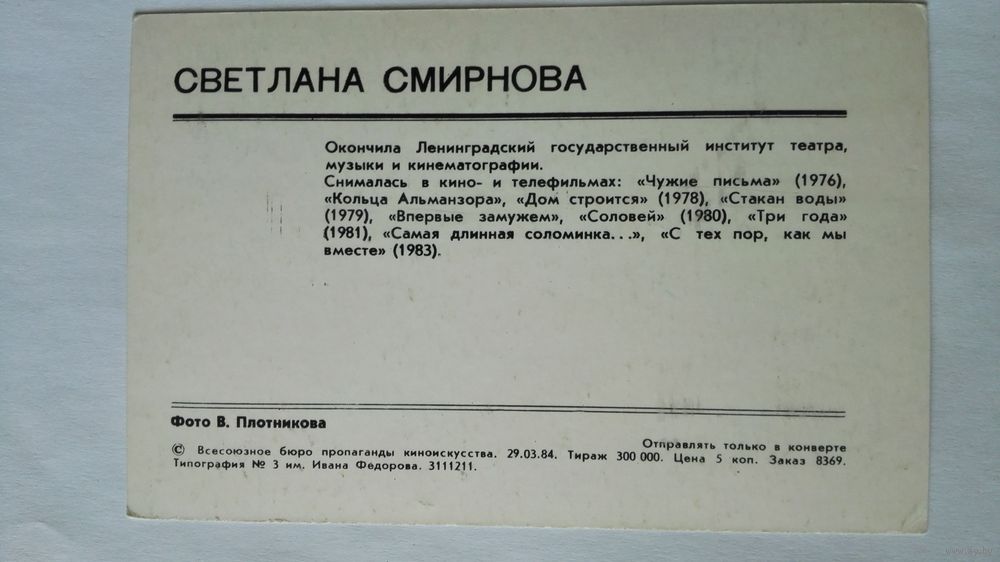 СВЕТЛАНА СМИРНОВА
Окончила Ленинградский государственный институт театра,
музыки и кинематографии.
Снималась в кино- и телефильмах: «Чужие письма» (1976),
«Кольца Альманзора», «Дом строится» (1978), «Стакан воды»
(1979), «Впервые замужем», «Соловей» (1980), «Три года»
(1981), «Самая длинная соломинка...», «С тех пор, как мы
вместе» (1983).
Фото В. Плотникова
Отправлять только в конверте
© Всесоюзное бюро пропаганды киноискусства. 29.03.84. Тираж 300 000. Цена 5 коп. Заказ 8369.
Типография № 3 им. Ивана Федорова. 3111211.